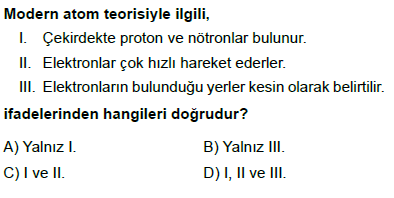 Modern atom teorisiyle ilgili,
I. Çekirdekte proton ve nötronlar bulunur.
II. Elektronlar çok hızlı hareket ederler.
III. Elektronların bulunduğu yerler kesin olarak belirtilir.
ifadelerinden hangileri doğrudur?
A) Yalnız I. B) Yalnız III.
C) I ve II. D) I, II ve III.